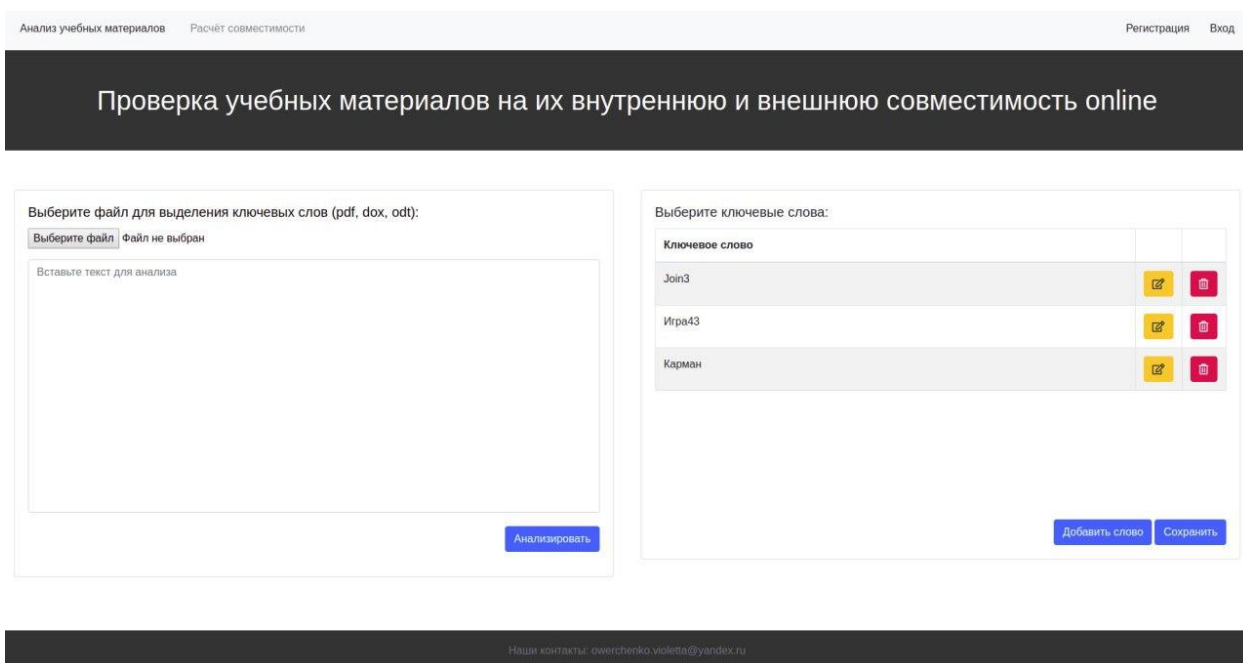 Анализ учебных материалов Расчёт совместимости Регистрация Вход
Проверка учебных материалов на их внутреннюю и внешнюю совместимость online
Выберите файл для выделения ключевых слов (pdf, dox, odt):
Выберите файл Файл не выбран
Вставьте текст для анализа
Анализировать
Выберите ключевые слова:
Ключевое слово
Join3
Игра43
Карман
Добавить слово Сохранить
Наши контакты: owerchenko.violetta@yandex.ru